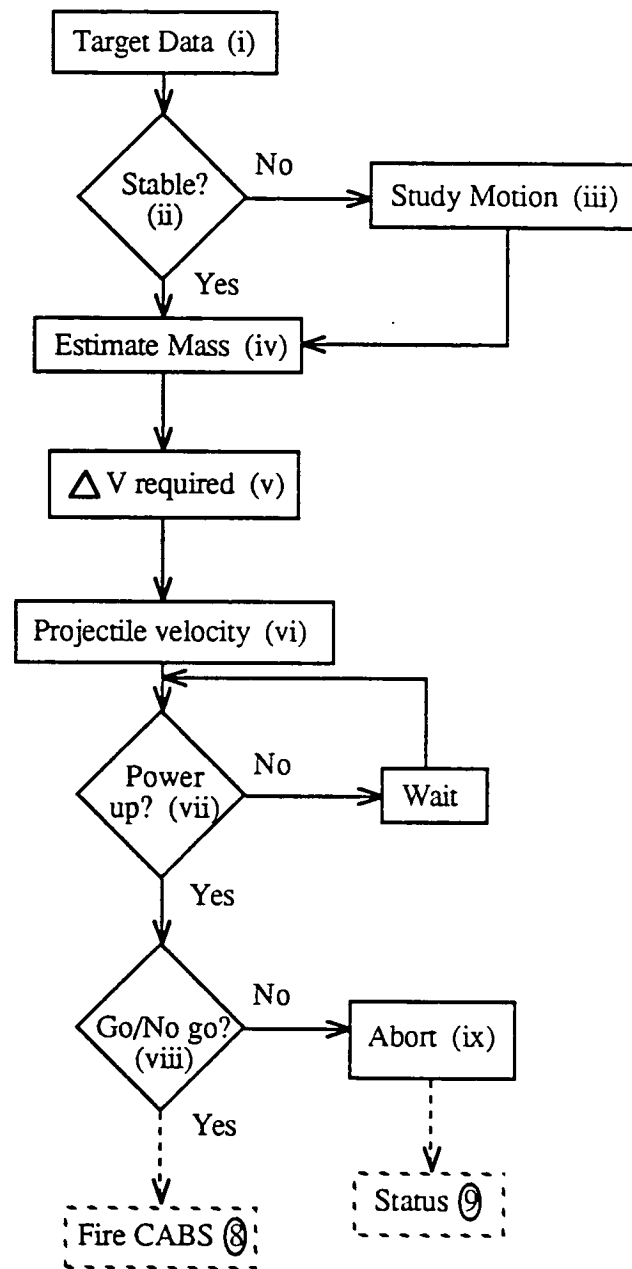 Target Data (i)
Stable?
(ii)
No
Study Motion (iii)
Yes
Estimate Mass (iv)
△ V required (v)
Projectile velocity (vi)
Power
up? (vii)
No
Wait
Yes
Go/No go?
(viii)
No
Abort (ix)
Yes
Status ⑨
Fire CABS ⑧